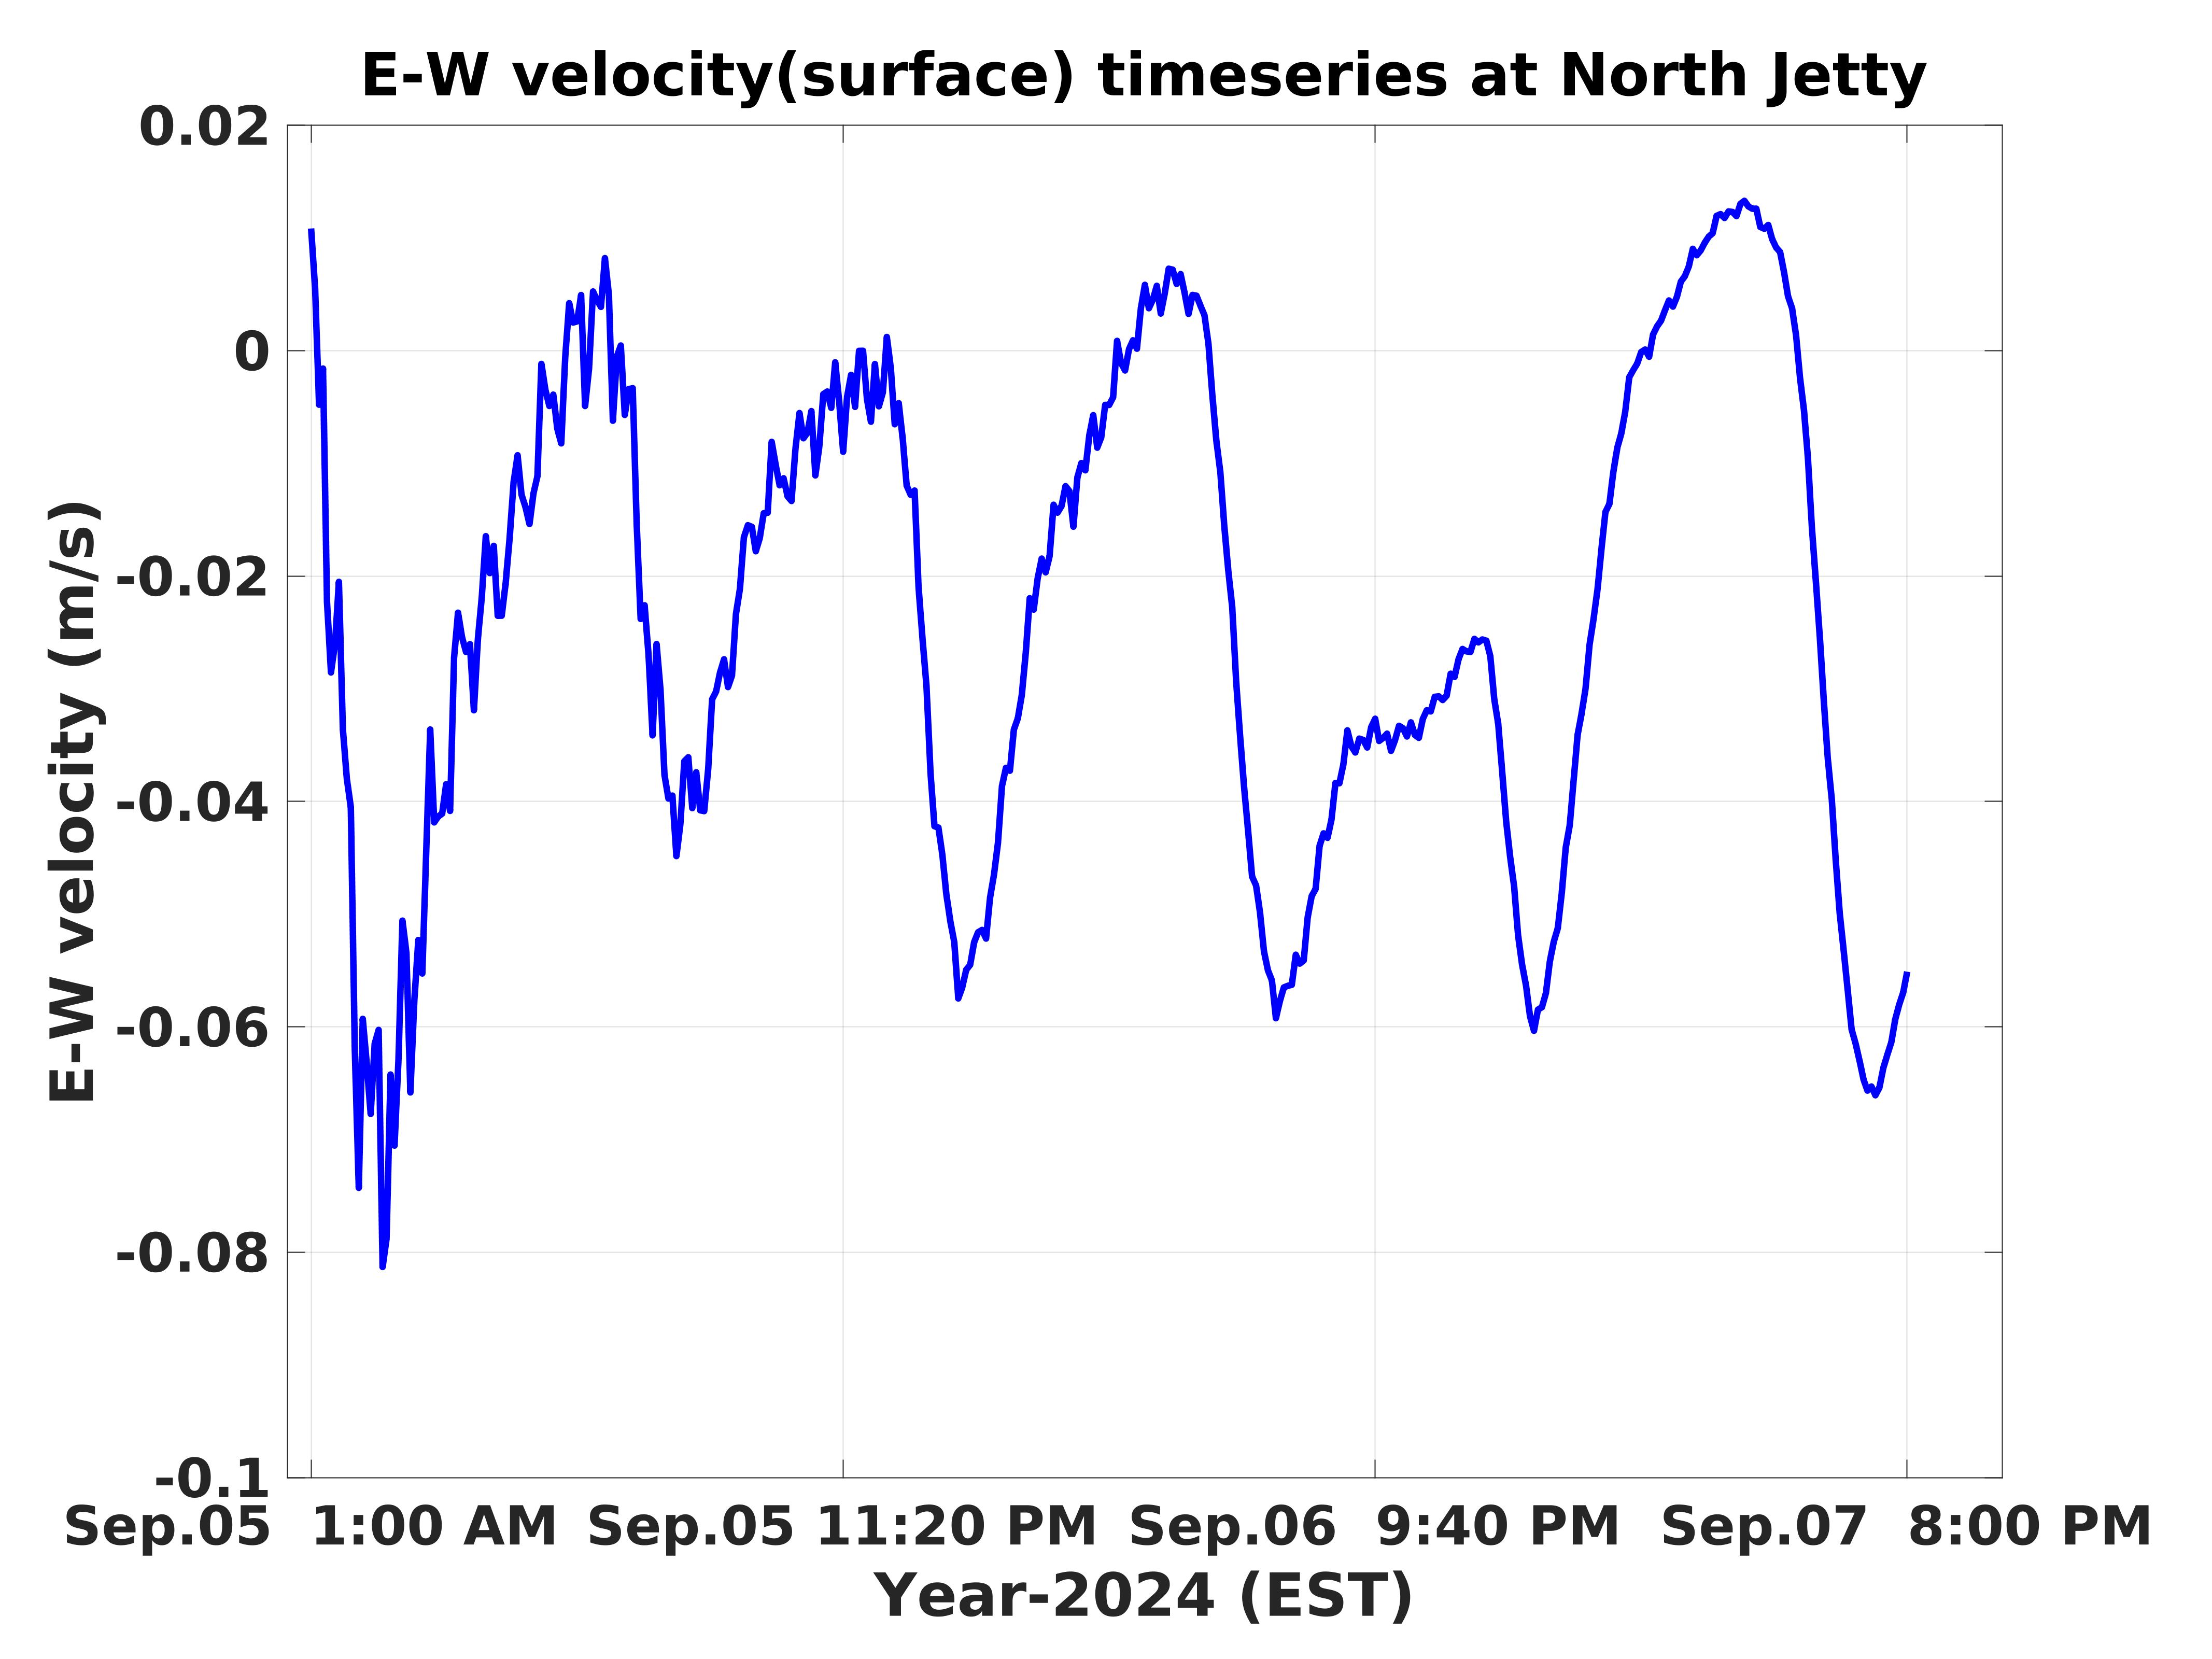 E-W velocity(surface) timeseries at North Jetty
E-W velocity (m/s)
0.02
0
-0.02
-0.04
-0.06
-0.08
-0.1
Sep.05  1:00 AM Sep.05 11:20 PM Sep.06  9:40 PM Sep.07  8:00 PM
Year-2024 (EST)